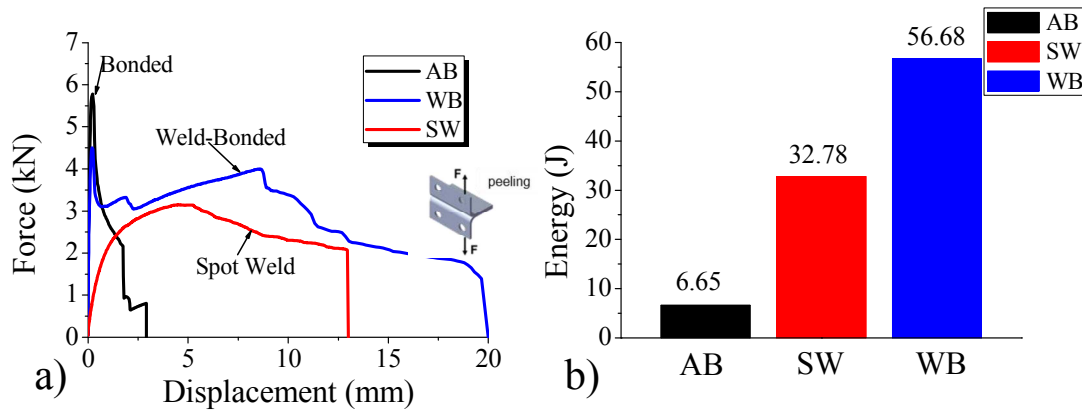 7
6
5
4
3
2
1
0
Force (kN)
Bonded
AB
WB
SW
Weld-Bonded
F
peeling
F
Spot Weld
0 5 10 15 20
Displacement (mm)
a)
AB
SW
WB
60
50
40
30
20
10
0
Energy (J)
6.65
32.78
56.68
AB SW WB
b)